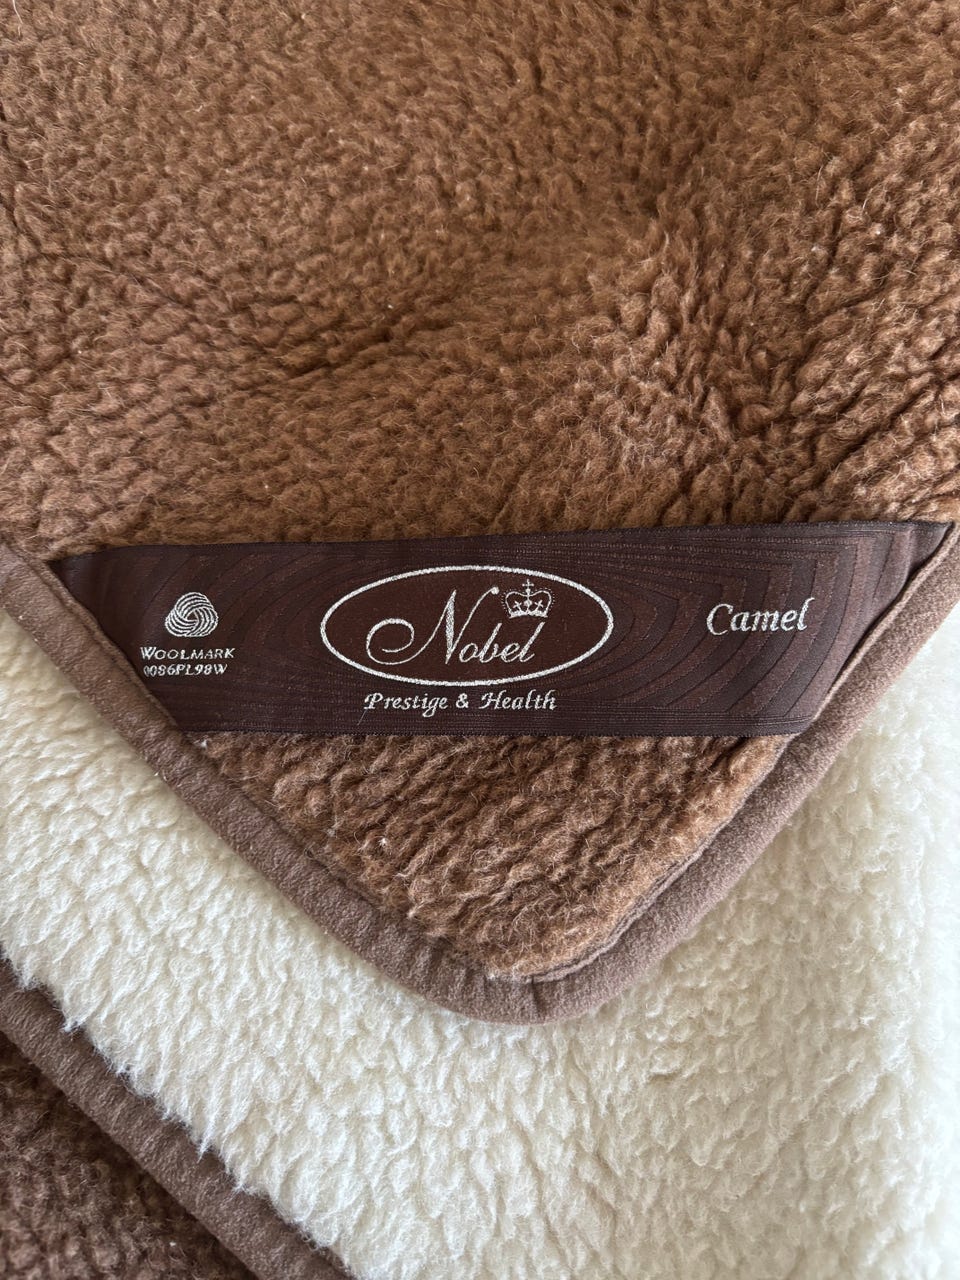 WOOLMARK
0086PL98W
Nobel
Prestige & Health
Camel